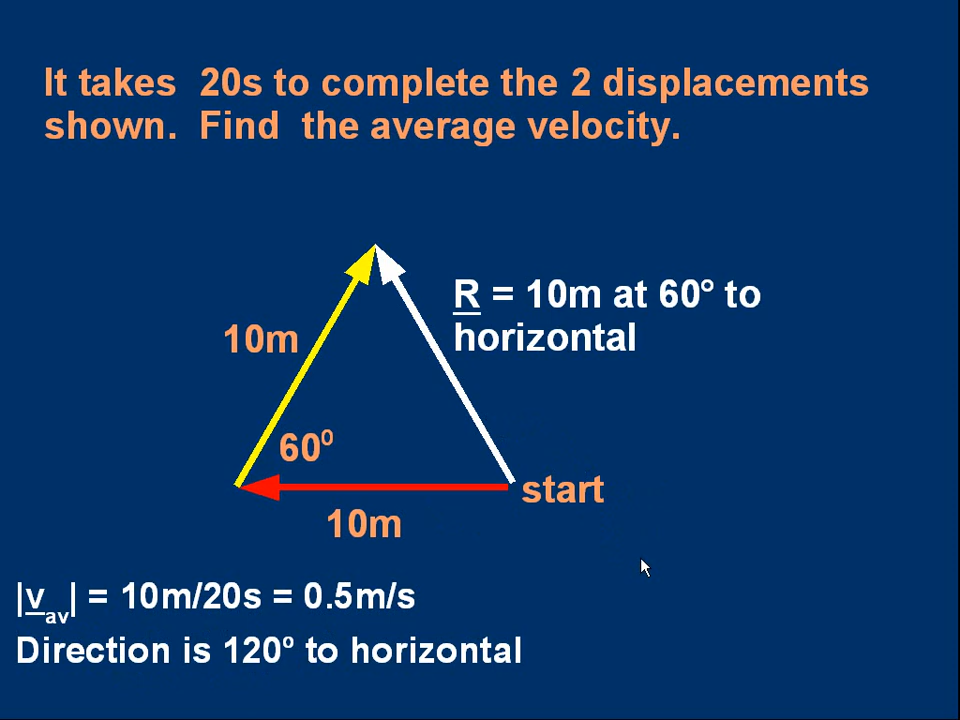 It takes 20s to complete the 2 displacements
shown. Find the average velocity.
R = 10m at 60° to
horizontal
10m
60⁰
start
10m
|vav| = 10m/20s = 0.5m/s
Direction is 120º to horizontal